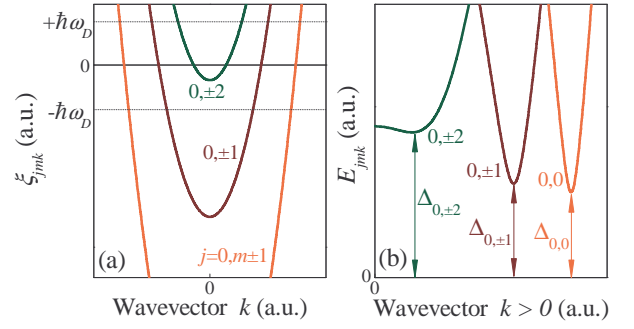 +ħω_D
0
-ħω_D
ξ_jmk (a.u.)
0,±2
0,±1
j=0,m±1
(a)
0
Wavevector k (a.u.)
E_jmk (a.u.)
0,±2
0,±1
0,0
Δ_0,±2
Δ_0,±1
Δ_0,0
(b)
0
0
Wavevector k > 0 (a.u.)